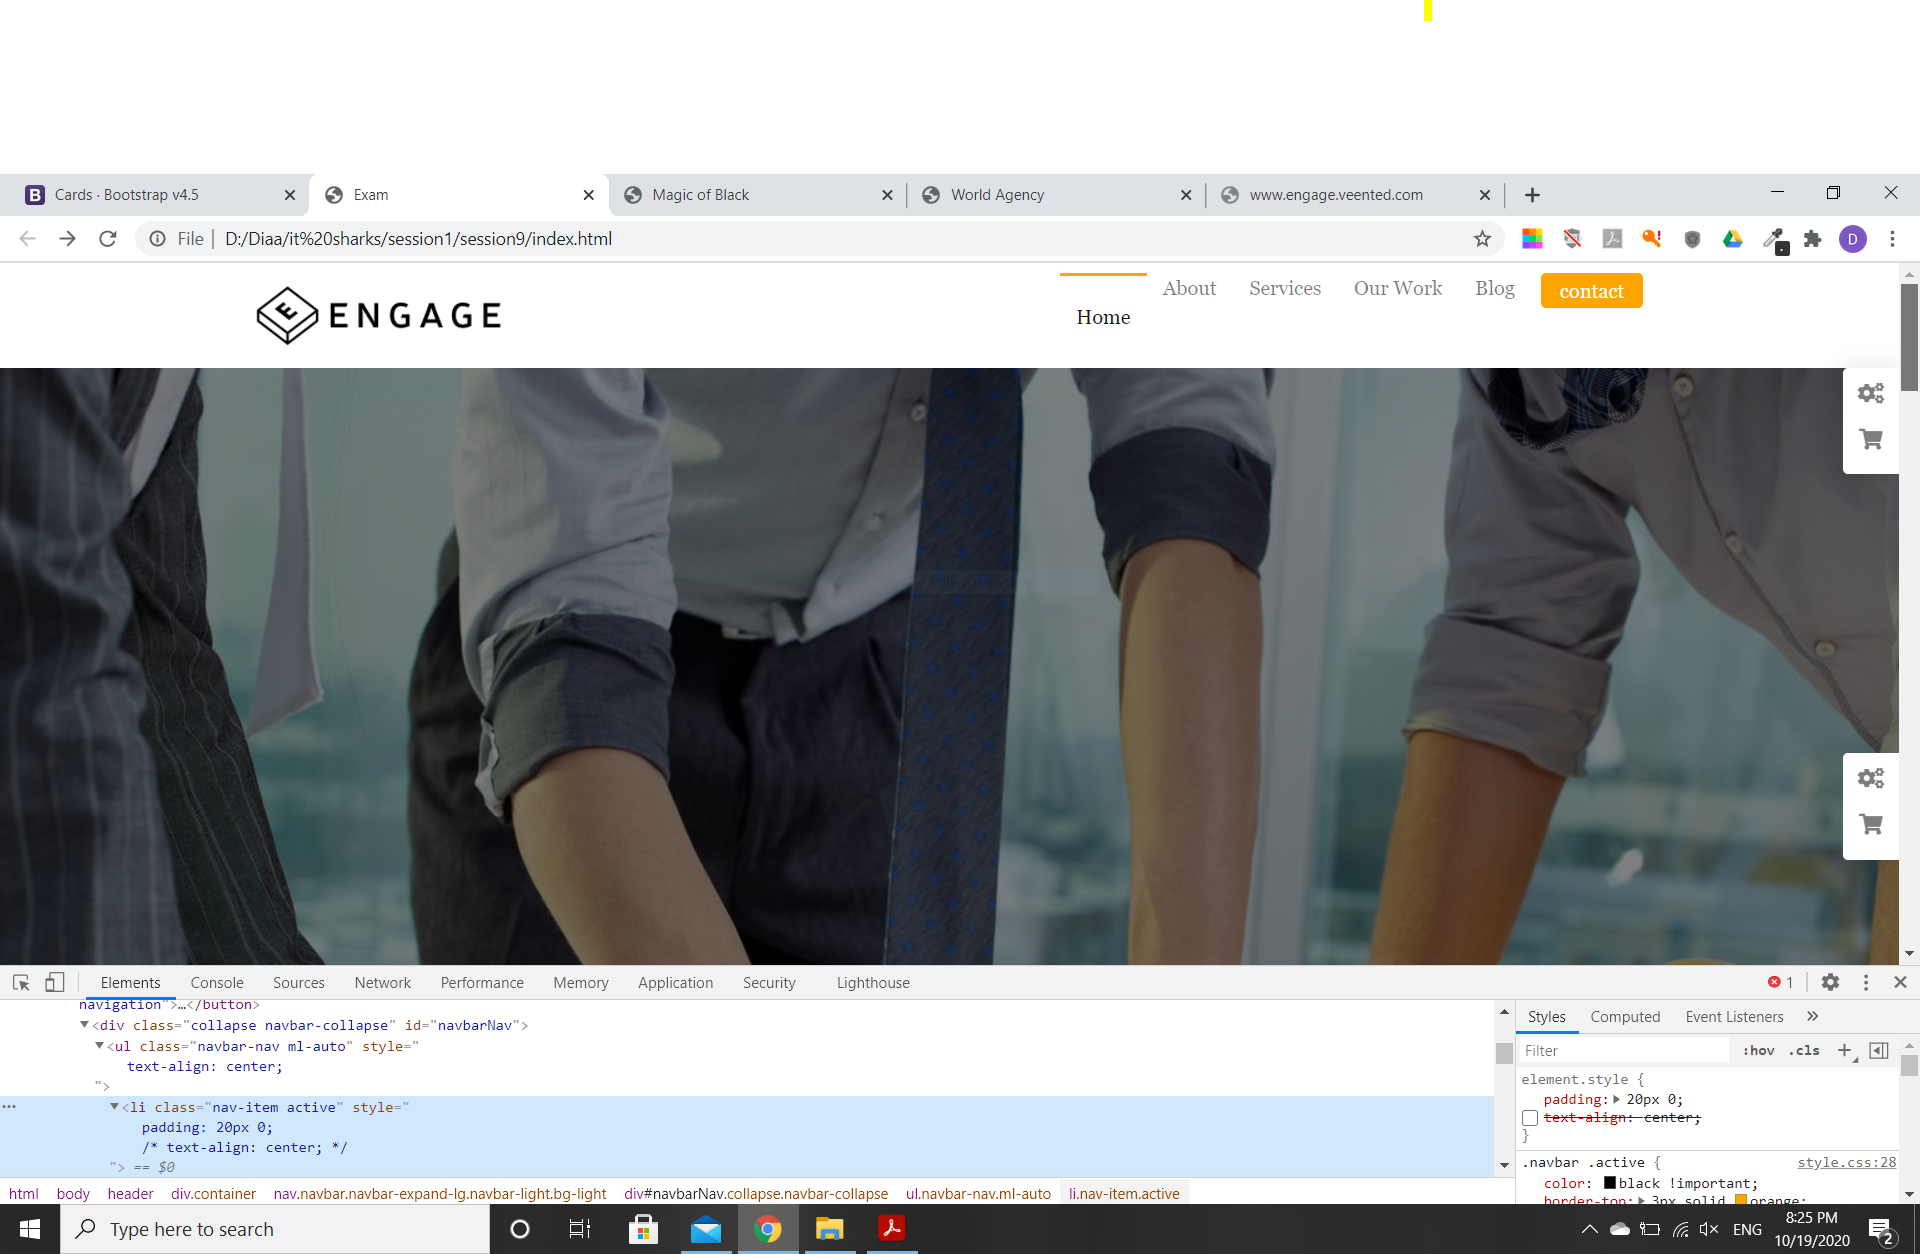 Cards · Bootstrap v4.5
Exam
Magic of Black
World Agency
www.engage.veented.com
File
D:/Diaa/it%20sharks/session1/session9/index.html
D
ENGAGE
Home
About
Services
Our Work
Blog
contact
Elements
Console
Sources
Network
Performance
Memory
Application
Security
Lighthouse
1
navigation">…</button>
<div class="collapse navbar-collapse" id="navbarNav">
<ul class="navbar-nav ml-auto" style="
text-align: center;
">
<li class="nav-item active" style="
padding: 20px 0;
/* text-align: center; */
"> == $0
html body header div.container nav.navbar.navbar-expand-lg.navbar-light.bg-light div#navbarNav.collapse.navbar-collapse ul.navbar-nav.ml-auto li.nav-item.active
Styles
Computed
Event Listeners
Filter
:hov
.cls
element.style {
padding: 20px 0;
text-align: center;
}
.navbar .active {
style.css:28
color: black !important;
border-top: 3px solid orange;
Type here to search
ENG
8:25 PM
10/19/2020
2